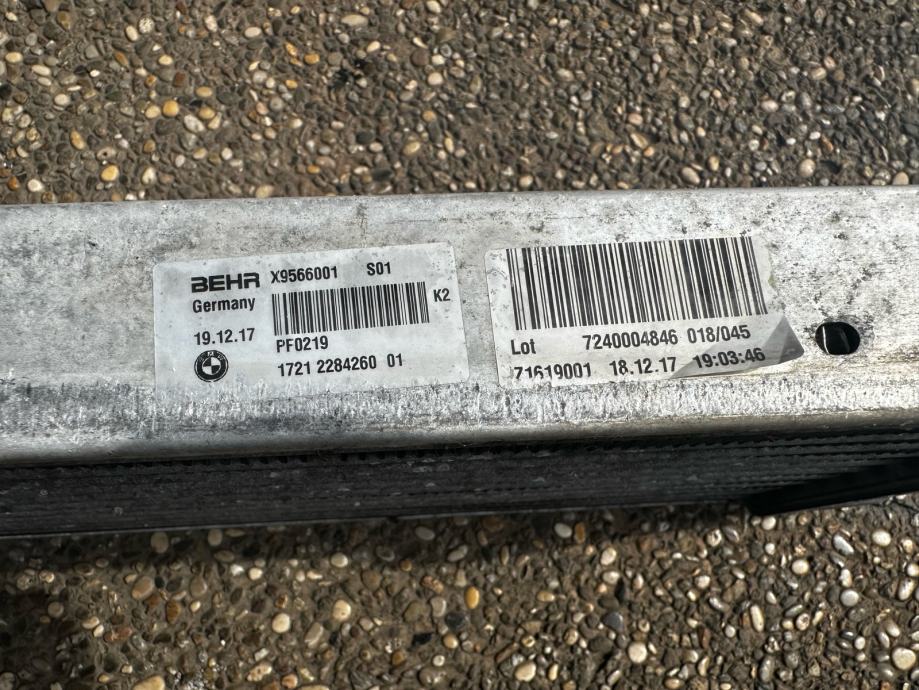 BEHR X9566001 S01
Germany
K2
19.12.17
PF0219
1721 2284260 01
Lot 7240004846 018/045
71619001 18.12.17 19:03:46